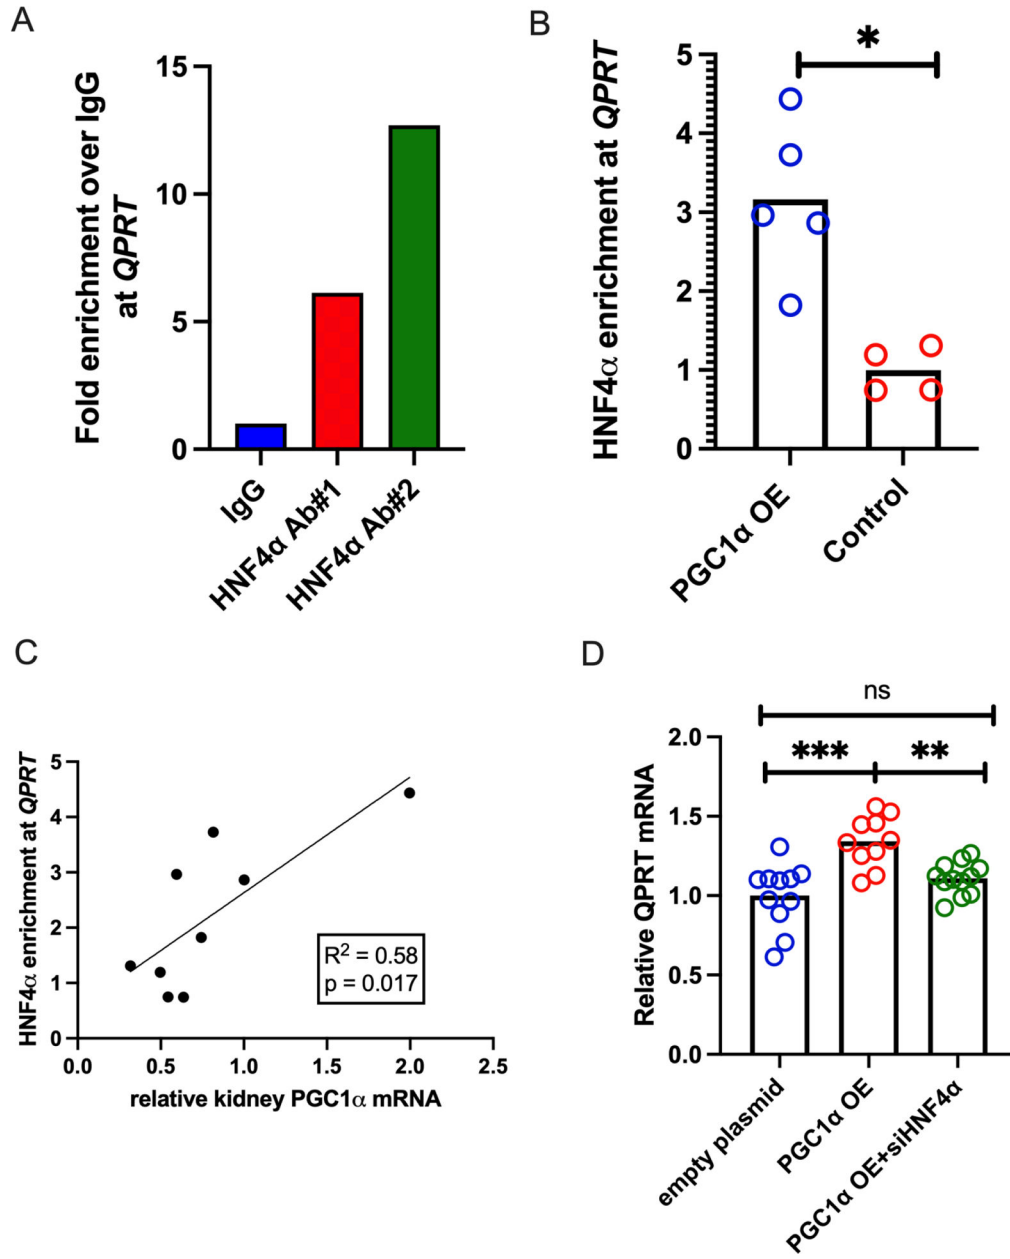 A
Fold enrichment over IgG
at QPRT
15
10
5
0
IgG
HNF4α Ab#1
HNF4α Ab#2
B
HNF4α enrichment at QPRT
5
4
3
2
1
0
*
PGC1α OE
Control
C
HNF4α enrichment at QPRT
5
4
3
2
1
0
R² = 0.58
p = 0.017
0.0 0.5 1.0 1.5 2.0 2.5
relative kidney PGC1α mRNA
D
ns
*** **
Relative QPRT mRNA
2.0
1.5
1.0
0.5
0.0
empty plasmid
PGC1α OE
PGC1α OE+siHNF4α